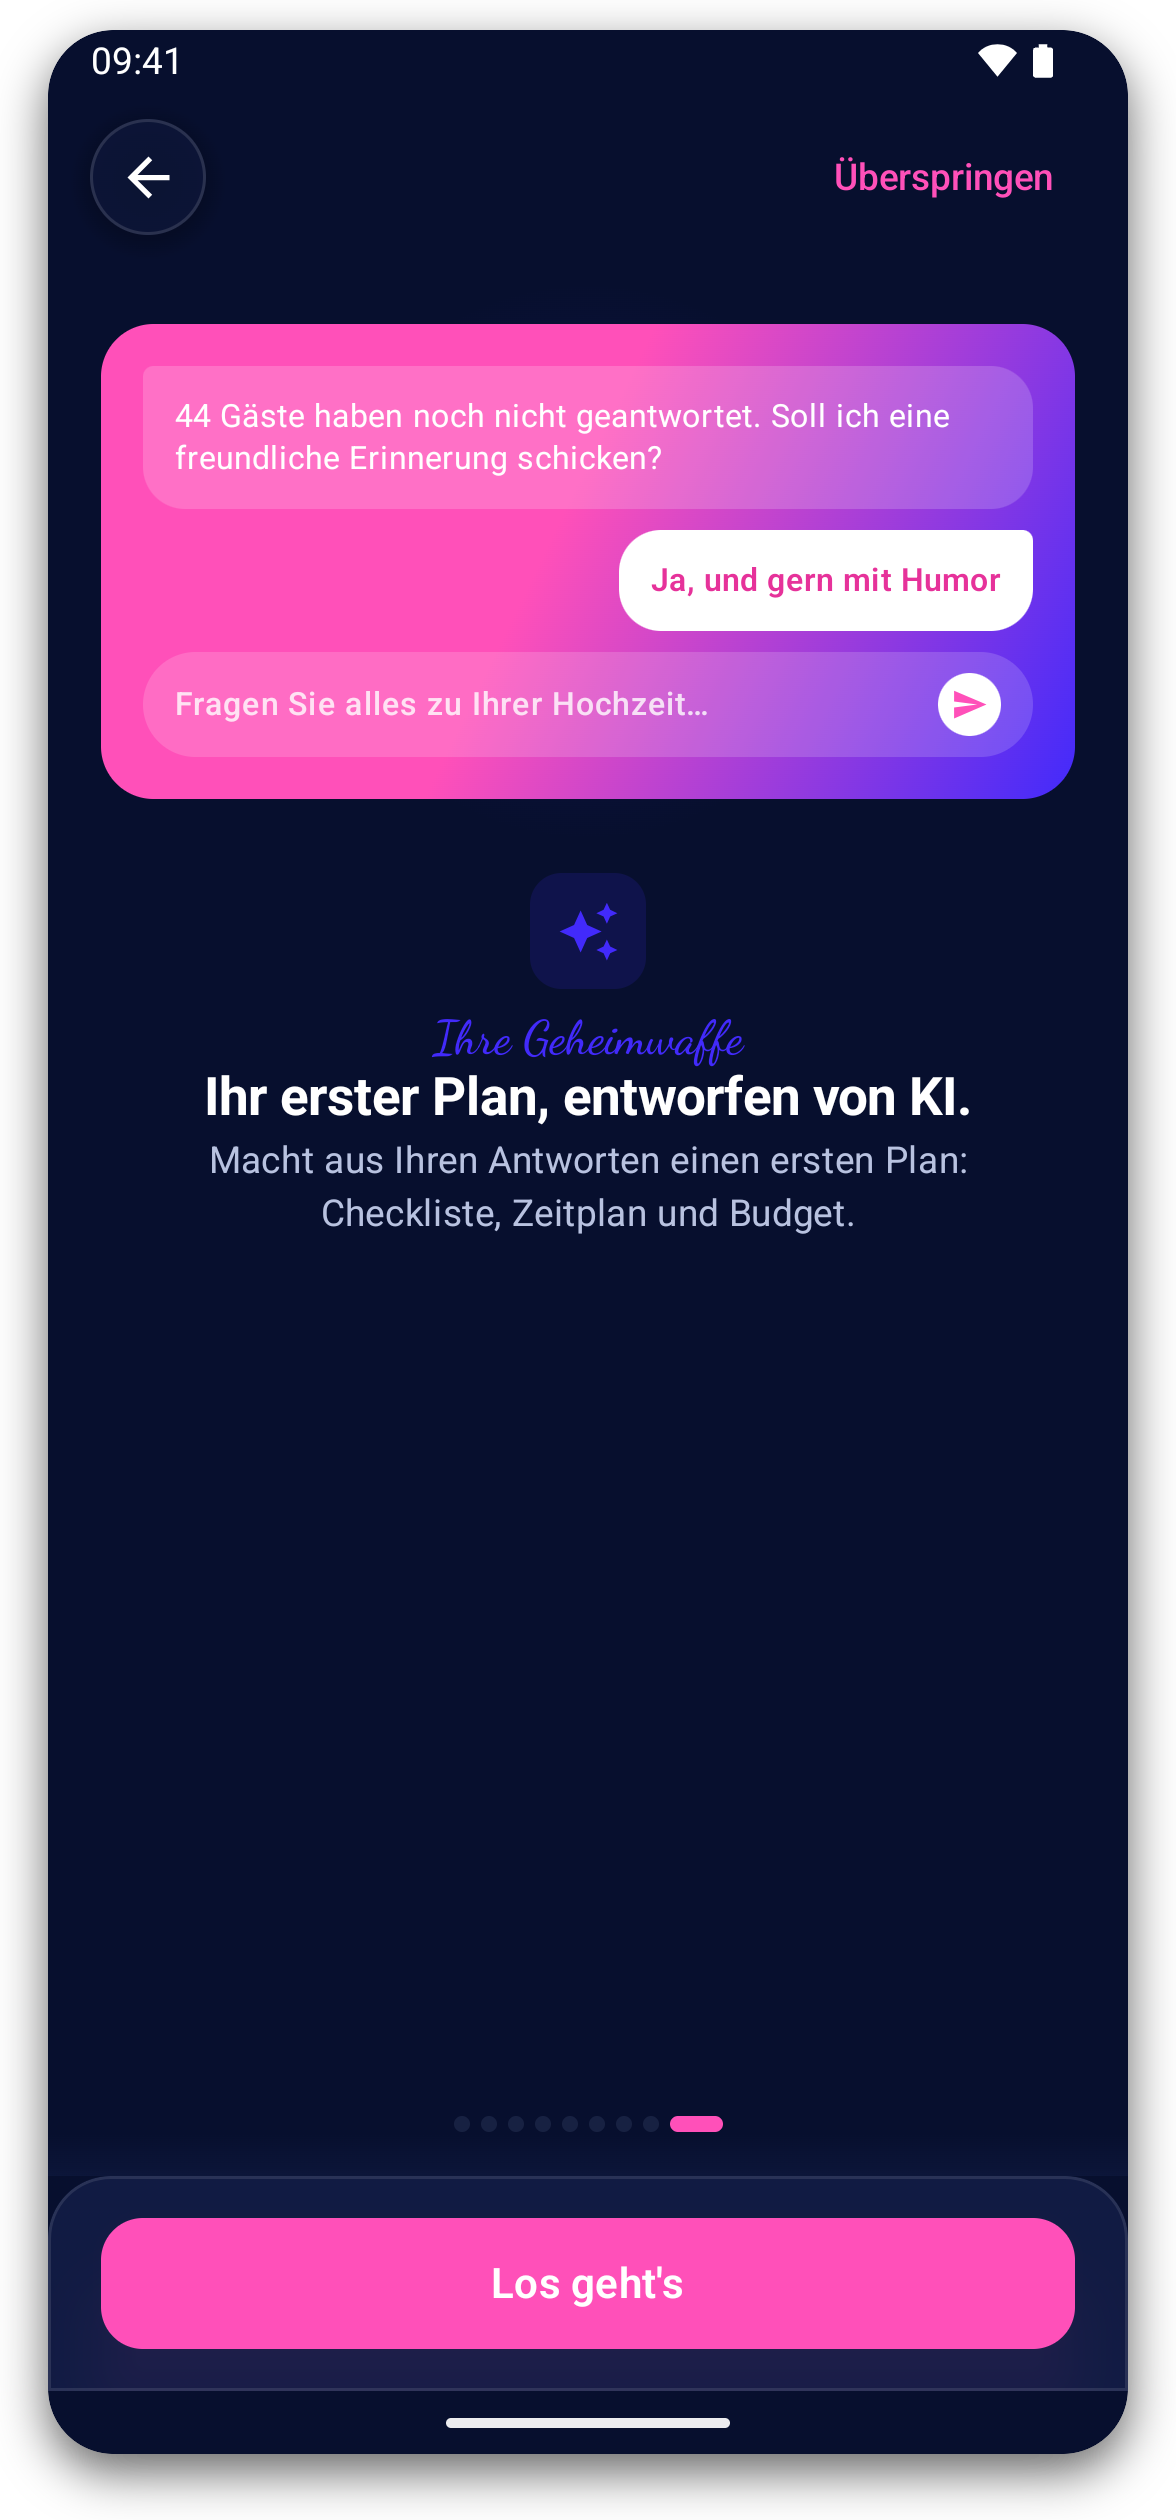 09:41
Überspringen
44 Gäste haben noch nicht geantwortet. Soll ich eine
freundliche Erinnerung schicken?
Ja, und gern mit Humor
Fragen Sie alles zu Ihrer Hochzeit…
Ihre Geheimwaffe
Ihr erster Plan, entworfen von KI.
Macht aus Ihren Antworten einen ersten Plan:
Checkliste, Zeitplan und Budget.
Los geht's